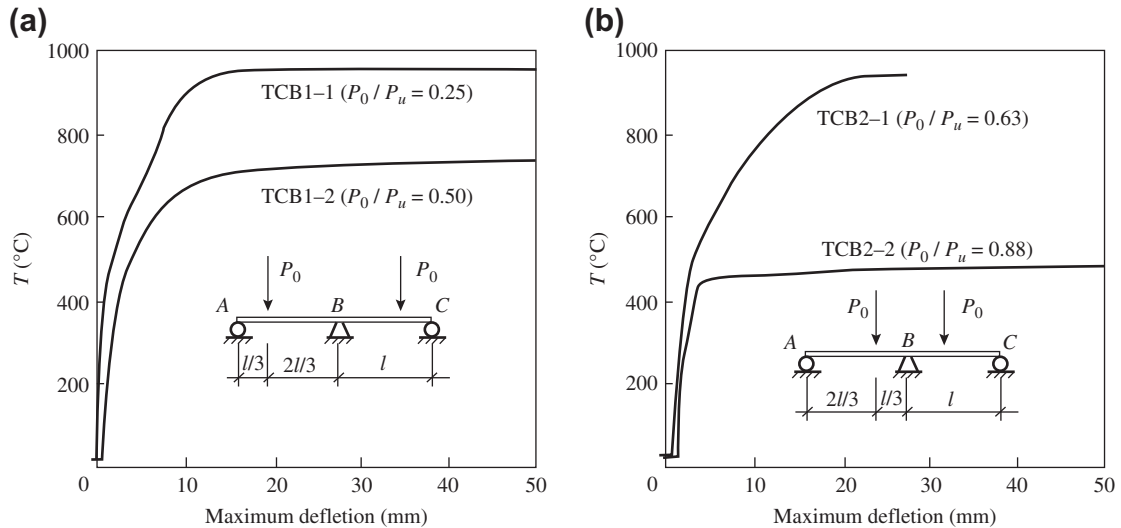 (a)
1000
800
600
400
200
0
T (°C)
TCB1–1 (P0 / Pu = 0.25)
TCB1–2 (P0 / Pu = 0.50)
P0
P0
A
B
C
l/3
2l/3
l
10
20
30
40
50
Maximum defletion (mm)
(b)
1000
800
600
400
200
0
T (°C)
TCB2–1 (P0 / Pu = 0.63)
TCB2–2 (P0 / Pu = 0.88)
P0
P0
A
B
C
2l/3
l/3
l
10
20
30
40
50
Maximum defletion (mm)